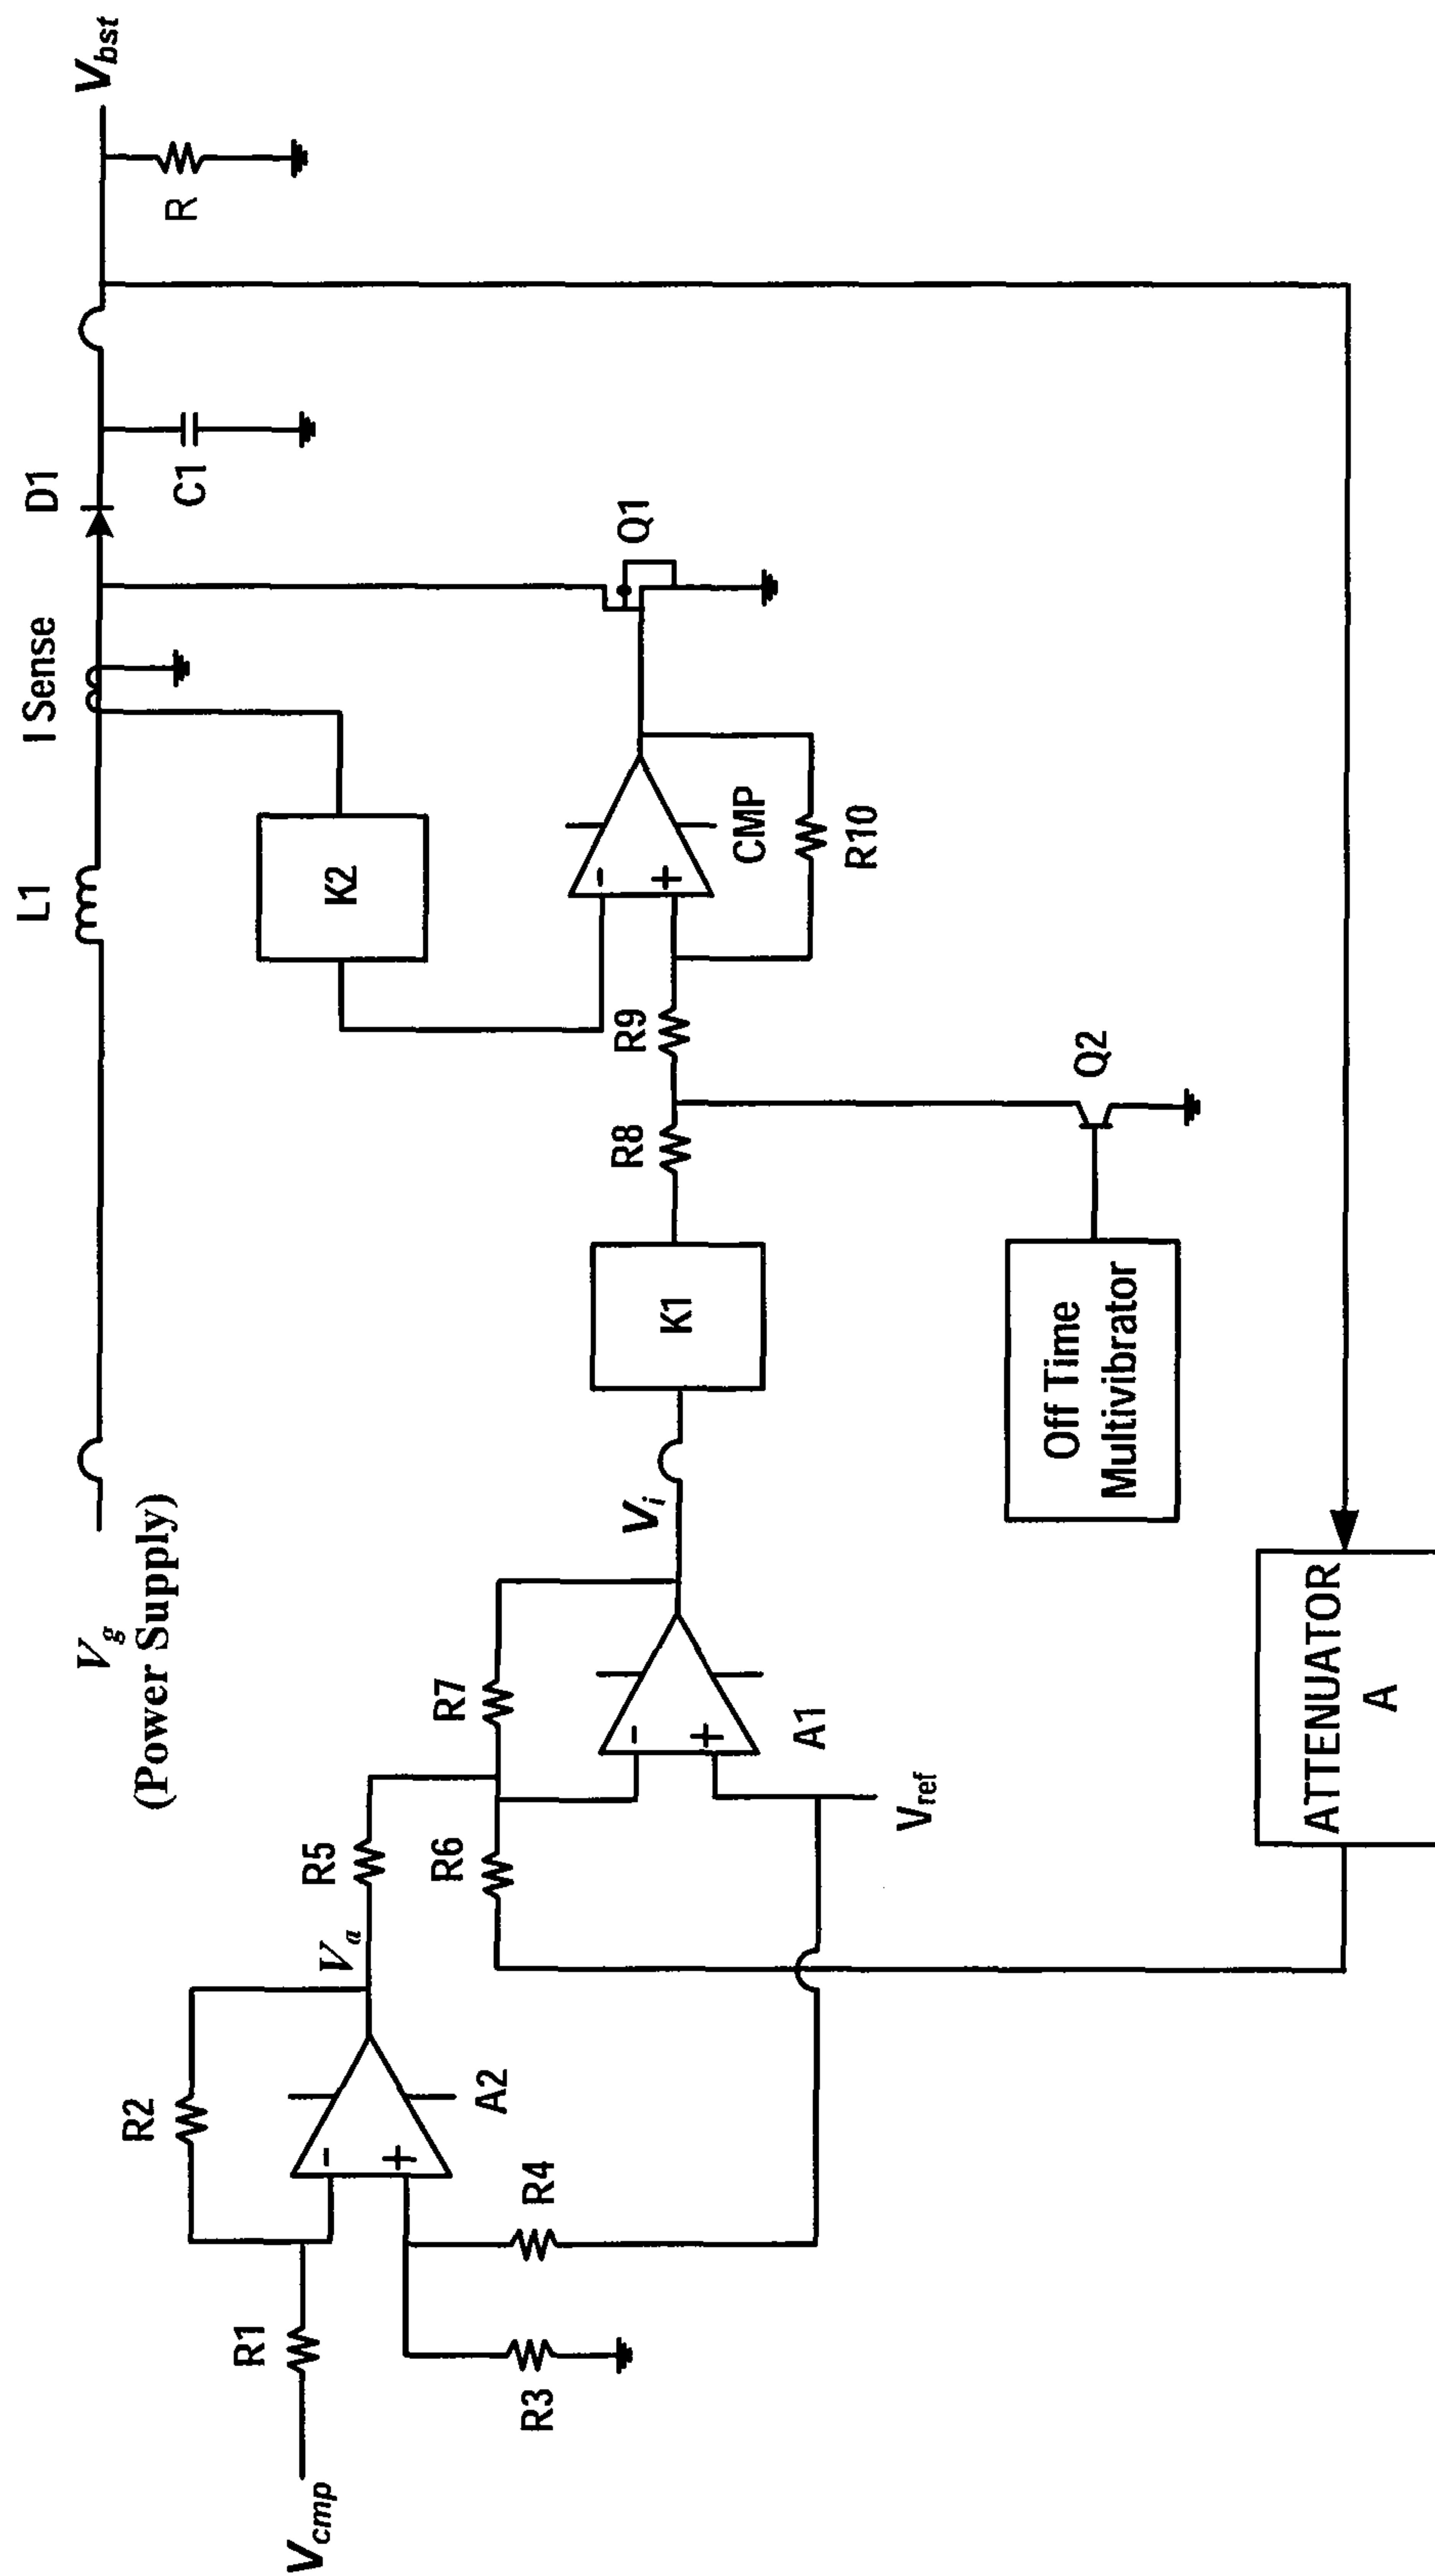 V_g
(Power Supply)
L1
I Sense
D1
V_bst
C1
R
K2
Q1
R2
V_a
R5
R7
R6
V_i
K1
R8
R9
-
+
CMP
R10
V_cmp
R1
-
+
A2
R4
R3
-
+
A1
V_ref
Off Time
Multivibrator
Q2
ATTENUATOR
A